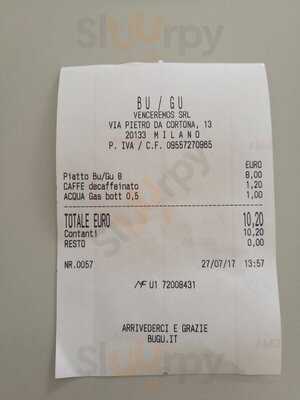 Sluurpy
BU / GU
VENCEREMOS SRL
VIA PIETRO DA CORTONA, 13
20133 MILANO
P. IVA / C.F. 09557270965
EURO
Piatto Bu/Gu 8 8,00
CAFFE decaffeinato 1,20
ACQUA Gas bott 0,5 1,00
TOTALE EURO 10,20
Contanti 10,20
RESTO 0,00
NR.0057 27/07/17 13:57
U1 72008431
ARRIVEDERCI E GRAZIE
BUGU.IT
Sluurpy